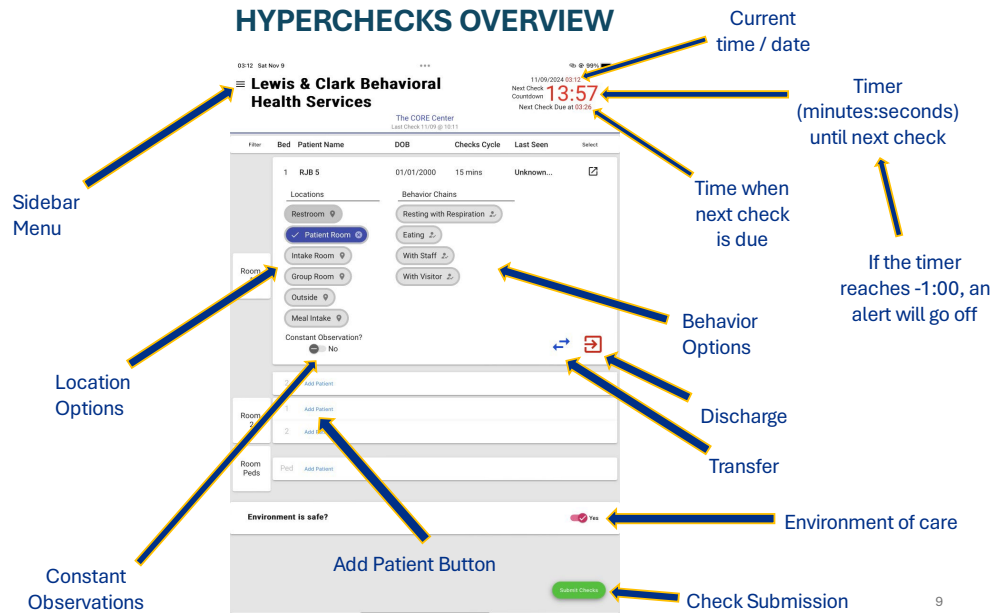 HYPERCHECKS OVERVIEW
Current
time / date
03:12 Sat Nov 9
99%
Lewis & Clark Behavioral
Health Services
11/09/2024 03:12
Next Check
Countdown
13:57
Next Check Due at 03:26
Timer
(minutes:seconds)
until next check
The CORE Center
Last Check 11/09 @ 10:11
Filter Bed Patient Name DOB Checks Cycle Last Seen Select
1 RJB 5 01/01/2000 15 mins Unknown...
Locations Behavior Chains
Restroom
Patient Room
Intake Room
Group Room
Outside
Meal Intake
Resting with Respiration
Eating
With Staff
With Visitor
Constant Observation?
No
Room
Sidebar
Menu
Time when
next check
is due
If the timer
reaches -1:00, an
alert will go off
Behavior
Options
Location
Options
2 Add Patient
Room
2
1 Add Patient
2 Add
Discharge
Transfer
Room
Peds
Ped Add Patient
Environment is safe?
Yes
Environment of care
Add Patient Button
Constant
Observations
Submit Checks
Check Submission
9